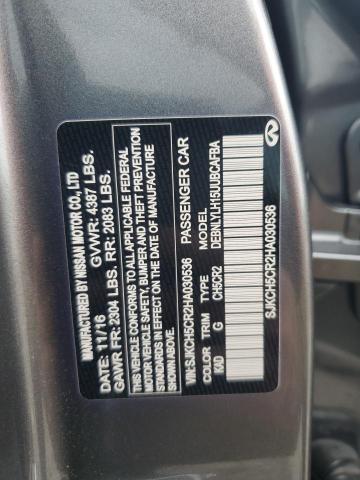 MANUFACTURED BY NISSAN MOTOR CO., LTD
DATE: 11/16 GVWR: 4387 LBS.
GAWR FR: 2304 LBS. RR: 2083 LBS.
THIS VEHICLE CONFORMS TO ALL APPLICABLE FEDERAL
MOTOR VEHICLE SAFETY, BUMPER AND THEFT PREVENTION
STANDARDS IN EFFECT ON THE DATE OF MANUFACTURE
SHOWN ABOVE.
VIN: SJKCH5CR2HA030536 PASSENGER CAR
COLOR TRIM TYPE MODEL
KAD G CH5CR2 DEBNLYLH15UUBCAFBA
SJKCH5CR2HA030536